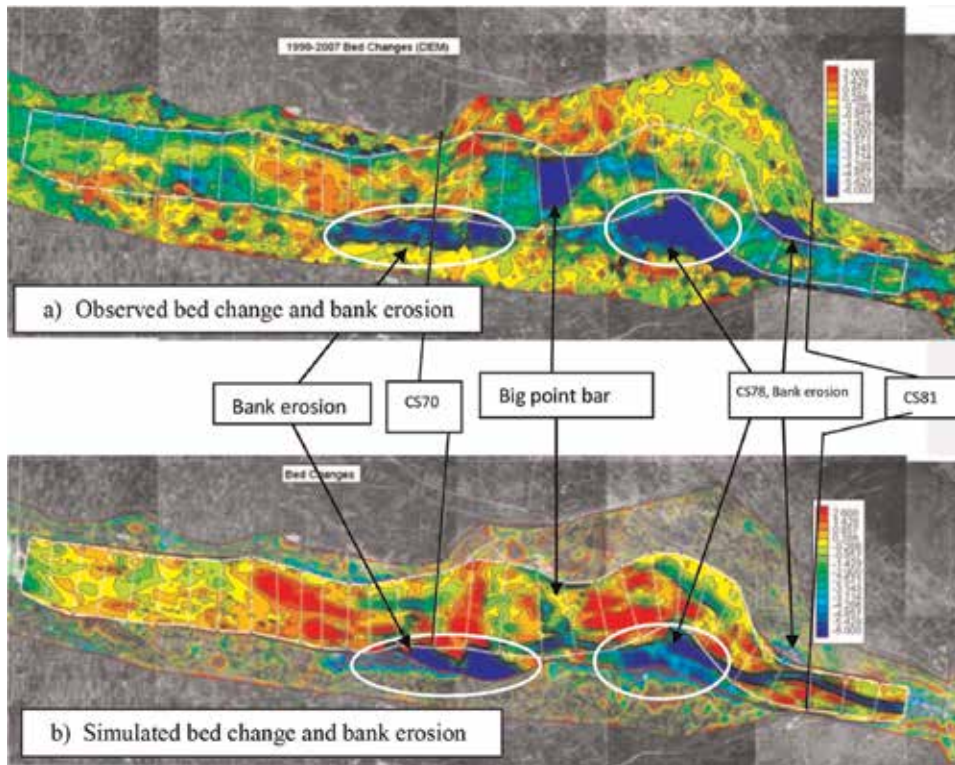 1990-2007 Bed Changes (DEM)
a) Observed bed change and bank erosion
Bank erosion
CS70
Big point bar
CS78, Bank erosion
CS81
Bed Changes
b) Simulated bed change and bank erosion